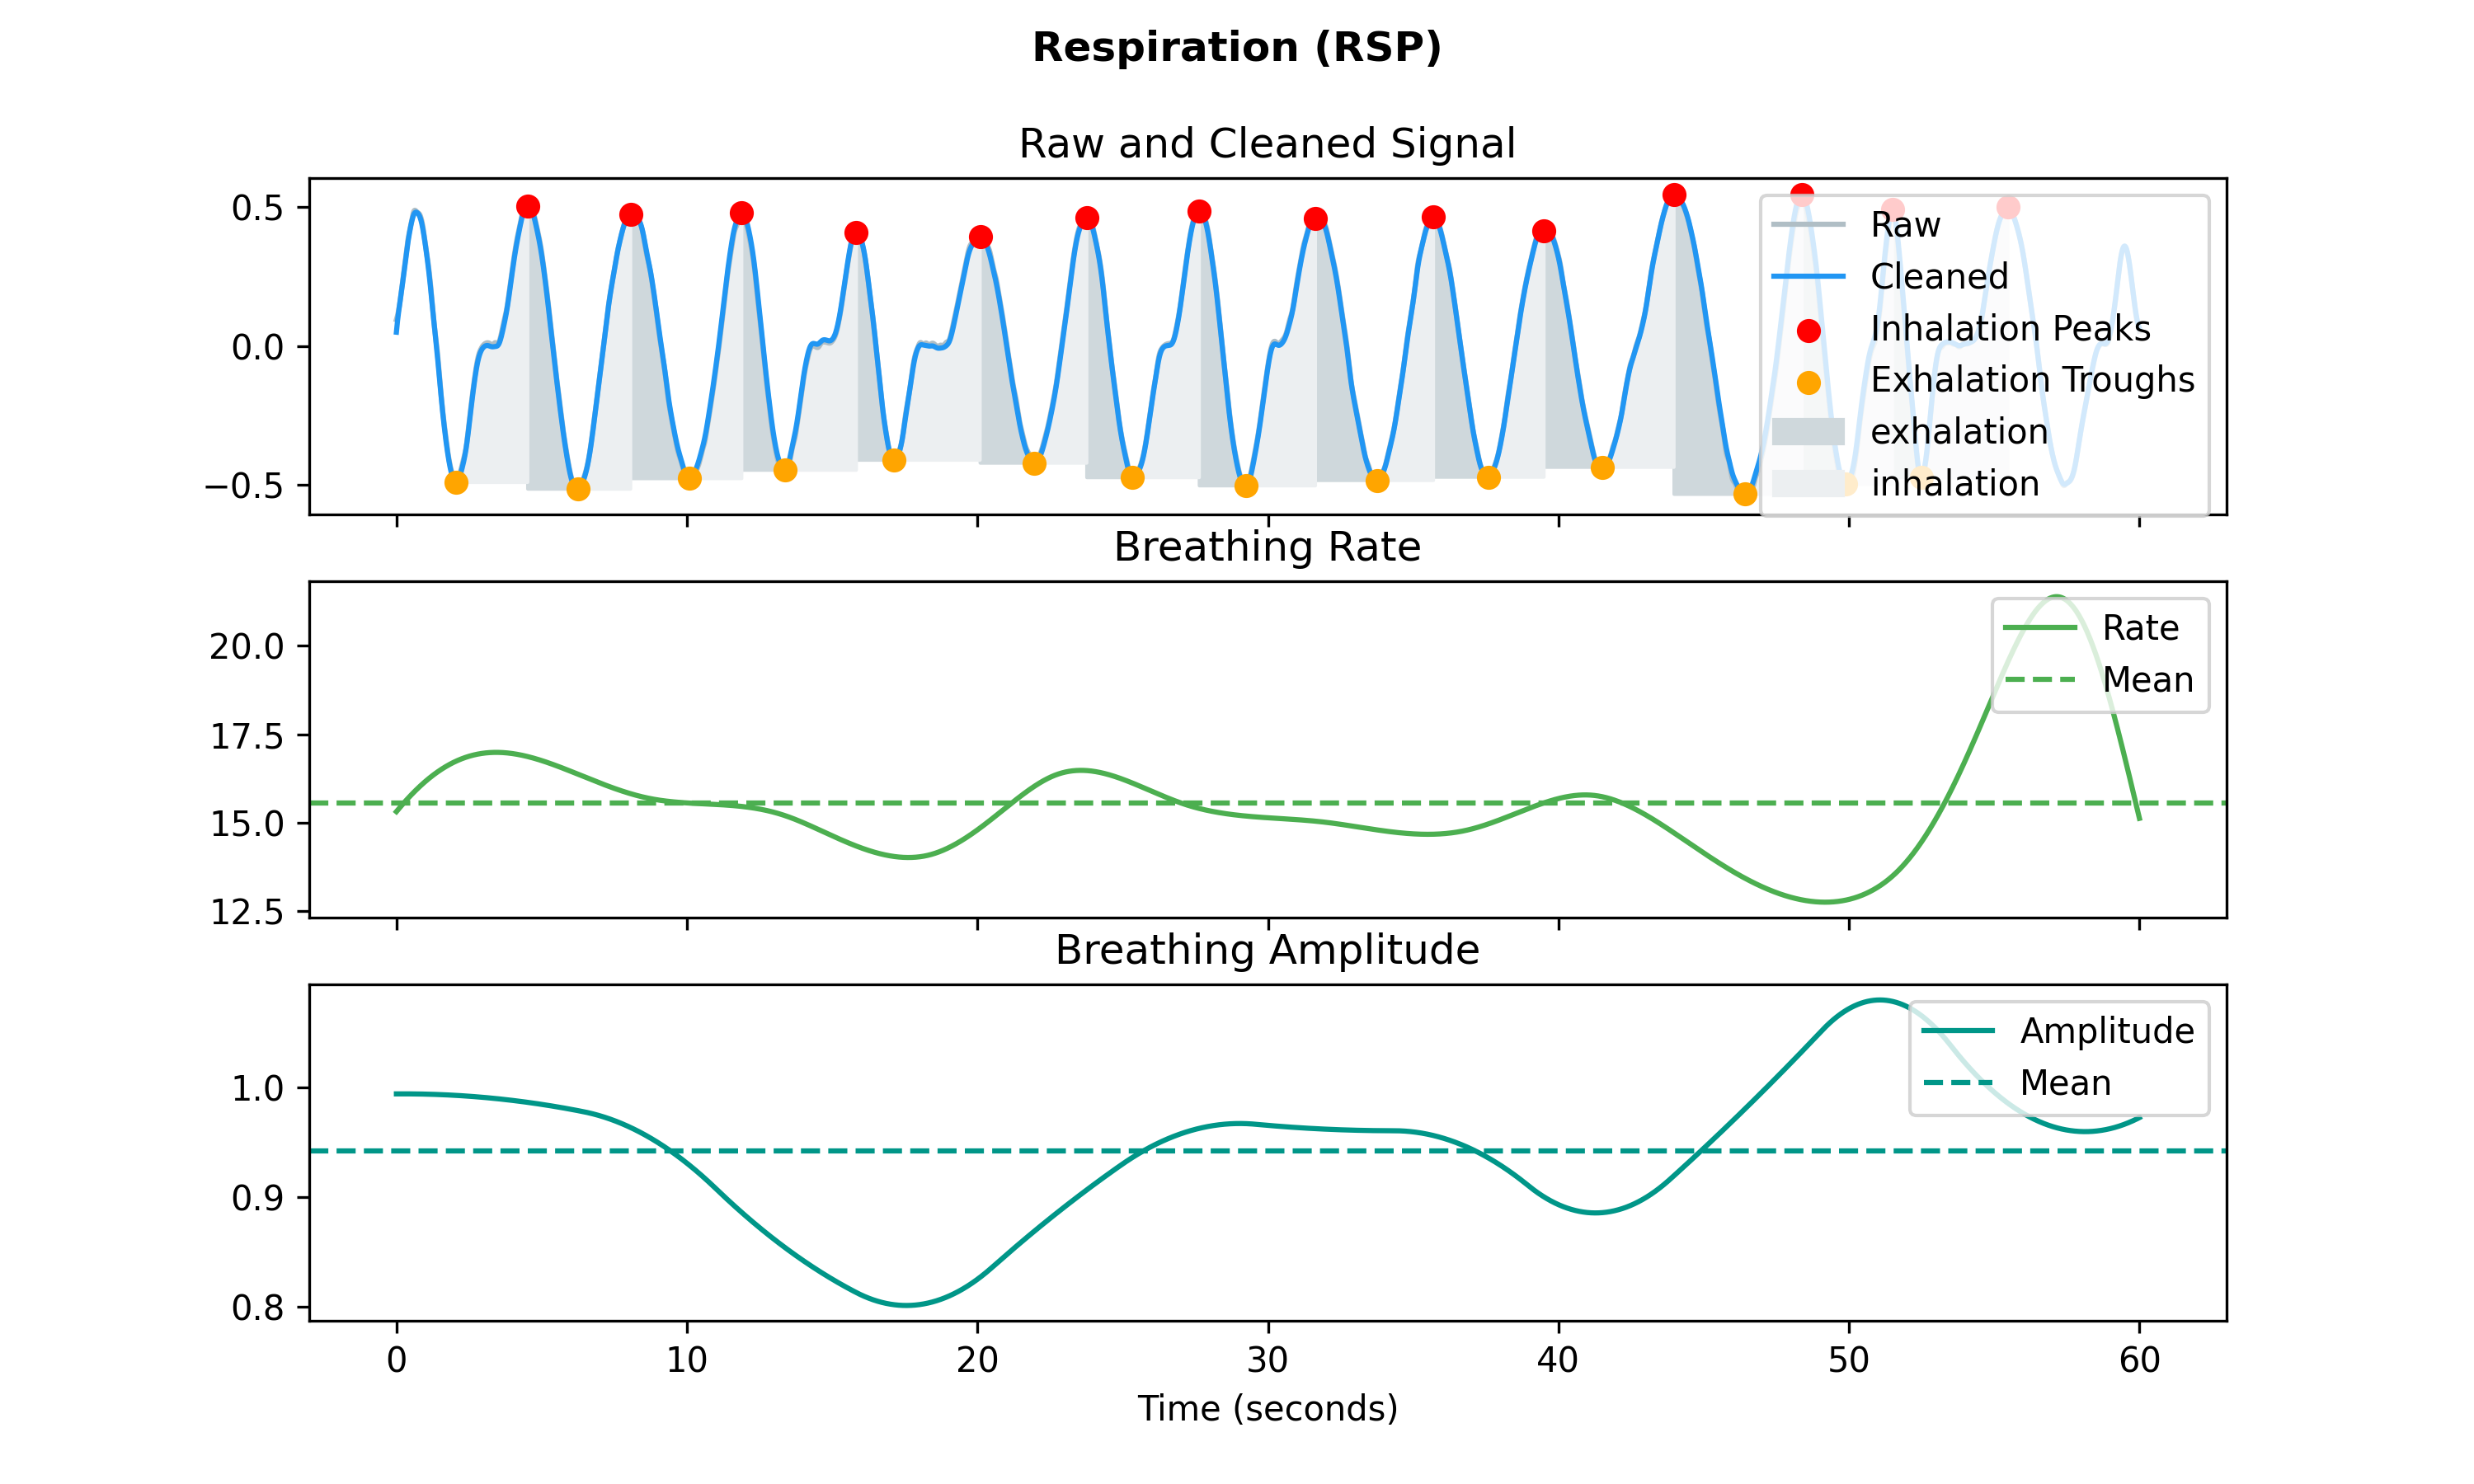 Respiration (RSP)
Raw and Cleaned Signal
0.5
0.0
−0.5
Raw
Cleaned
Inhalation Peaks
Exhalation Troughs
exhalation
inhalation
Breathing Rate
20.0
17.5
15.0
12.5
Rate
Mean
Breathing Amplitude
1.0
0.9
0.8
Amplitude
Mean
0 10 20 30 40 50 60
Time (seconds)